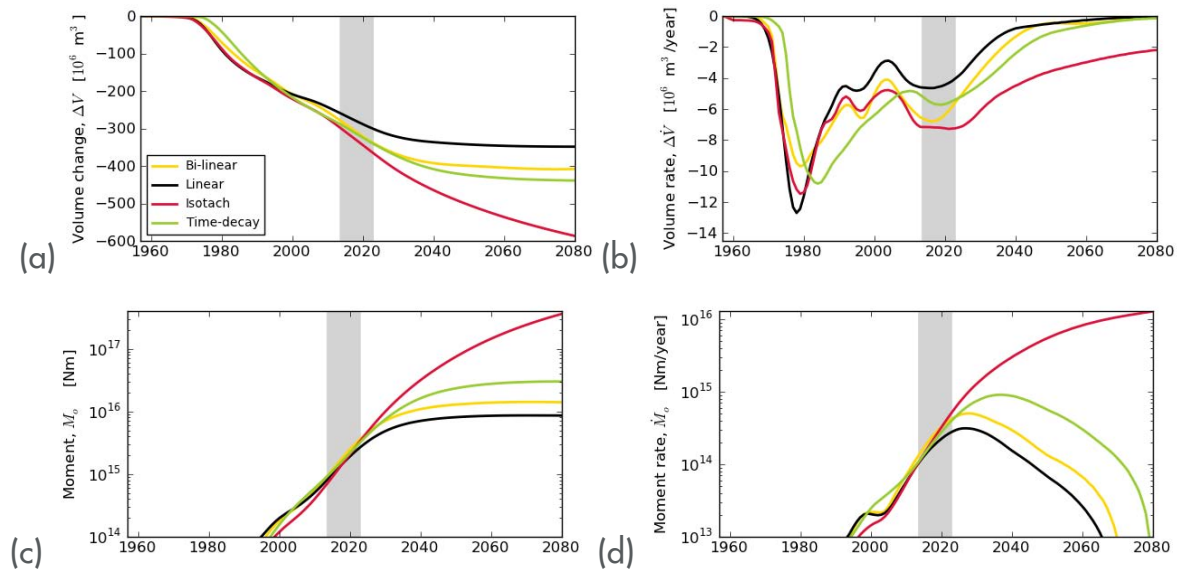 0
−100
−200
−300
−400
−500
−600
Volume change, ΔV [10⁶ m³]
Bi-linear
Linear
Isotach
Time-decay
1960 1980 2000 2020 2040 2060 2080
(a)
0
−2
−4
−6
−8
−10
−12
−14
Volume rate, ΔV̇ [10⁶ m³/year]
1960 1980 2000 2020 2040 2060 2080
(b)
10¹⁷
10¹⁶
10¹⁵
10¹⁴
Moment, Mₒ [Nm]
1960 1980 2000 2020 2040 2060 2080
(c)
10¹⁶
10¹⁵
10¹⁴
10¹³
Moment rate, Ṁₒ [Nm/year]
1960 1980 2000 2020 2040 2060 2080
(d)